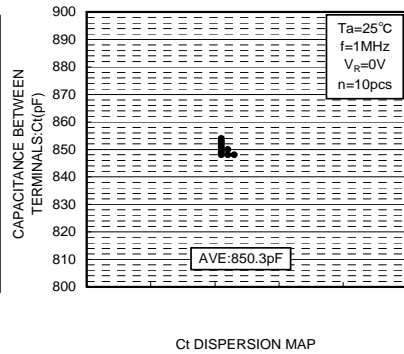 CAPACITANCE BETWEEN
TERMINALS:Ct(pF)
900
890
880
870
860
850
840
830
820
810
800
Ta=25°C
f=1MHz
VR=0V
n=10pcs
AVE:850.3pF
Ct DISPERSION MAP